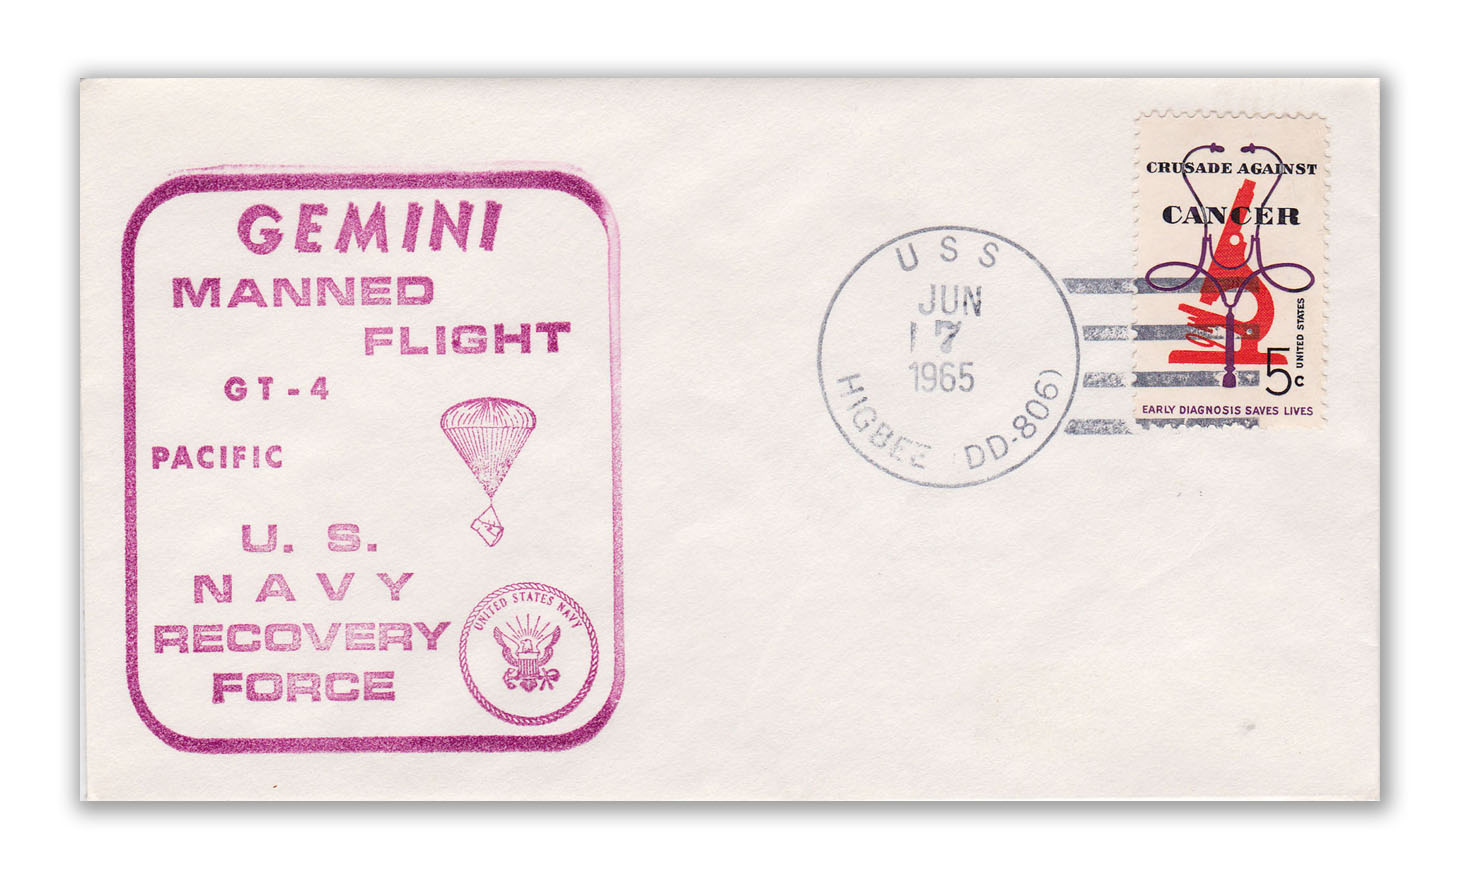 GEMINI
MANNED
FLIGHT
GT-4
PACIFIC
U. S.
NAVY
RECOVERY
FORCE
UNITED STATES NAVY
USS
JUN
7
1965
HIGBEE (DD-806)
CRUSADE AGAINST
CANCER
5c
UNITED STATES
EARLY DIAGNOSIS SAVES LIVES